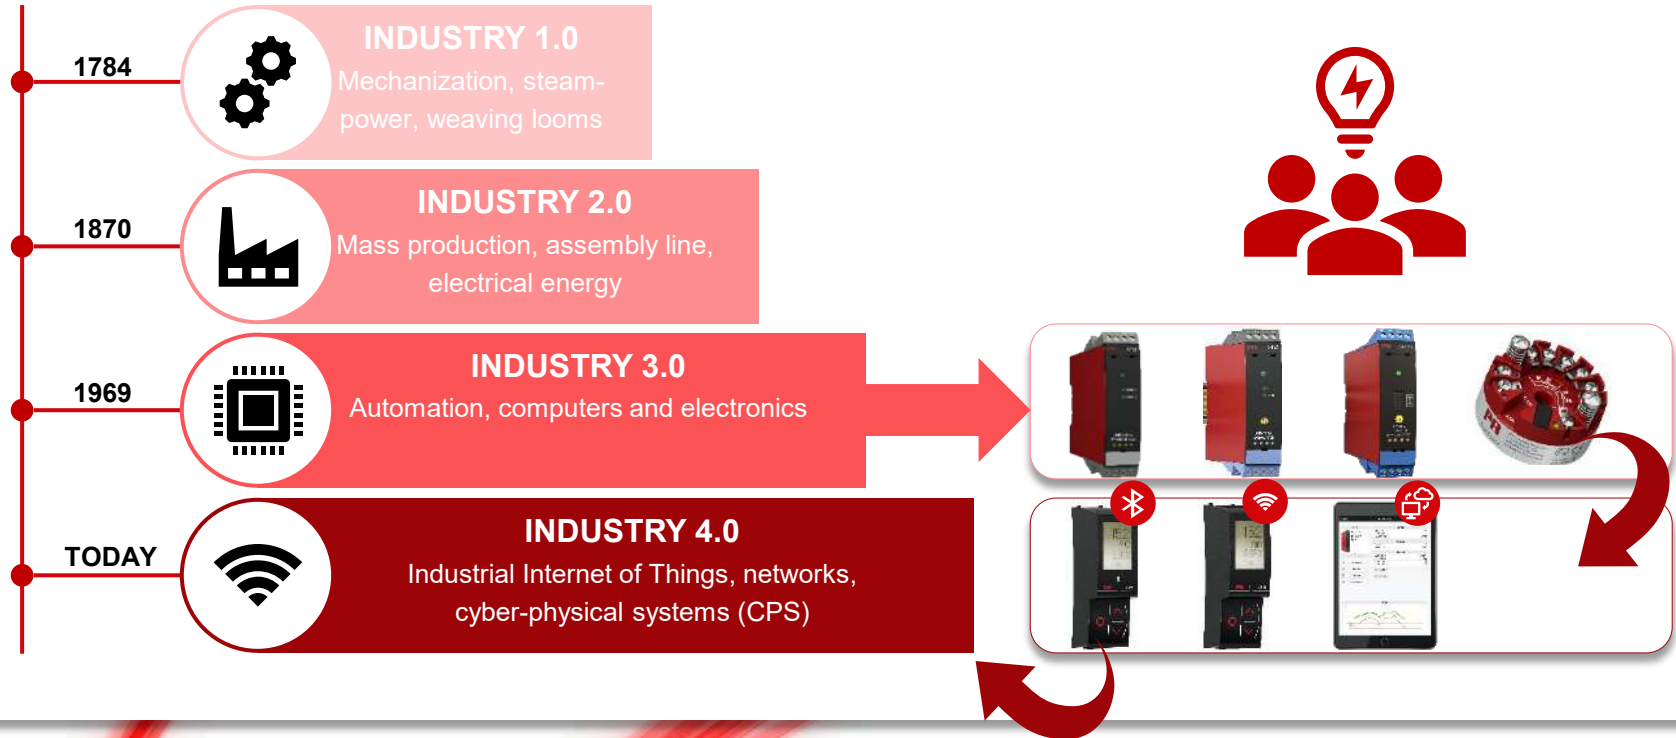 1784
INDUSTRY 1.0
Mechanization, steam-
power, weaving looms
1870
INDUSTRY 2.0
Mass production, assembly line,
electrical energy
1969
INDUSTRY 3.0
Automation, computers and electronics
TODAY
INDUSTRY 4.0
Industrial Internet of Things, networks,
cyber-physical systems (CPS)
PR